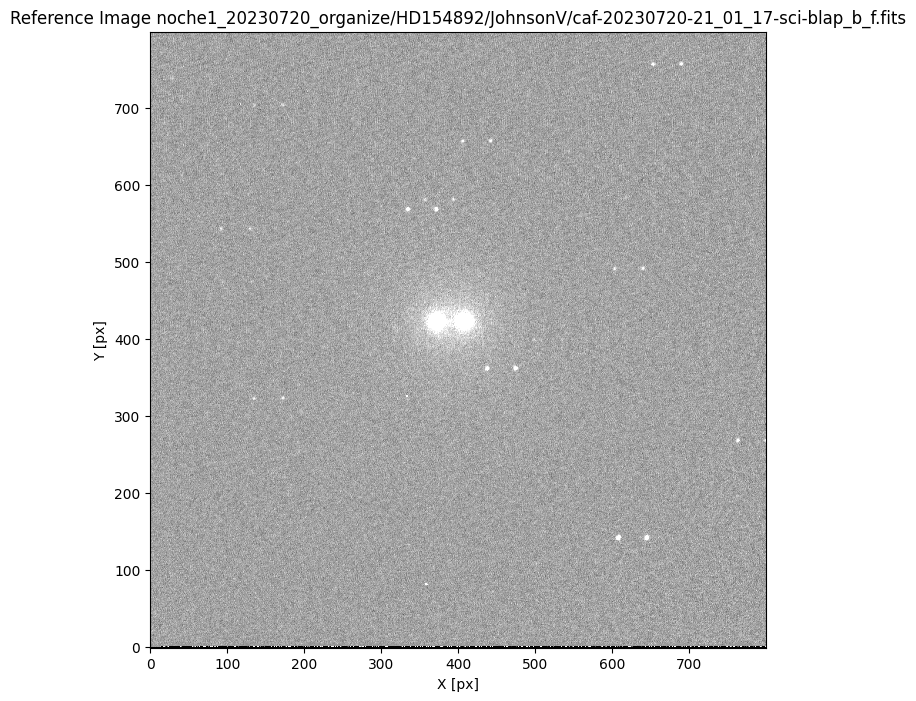 Reference Image noche1_20230720_organize/HD154892/JohnsonV/caf-20230720-21_01_17-sci-blap_b_f.fits
Y [px]
700
600
500
400
300
200
100
0
0 100 200 300 400 500 600 700
X [px]